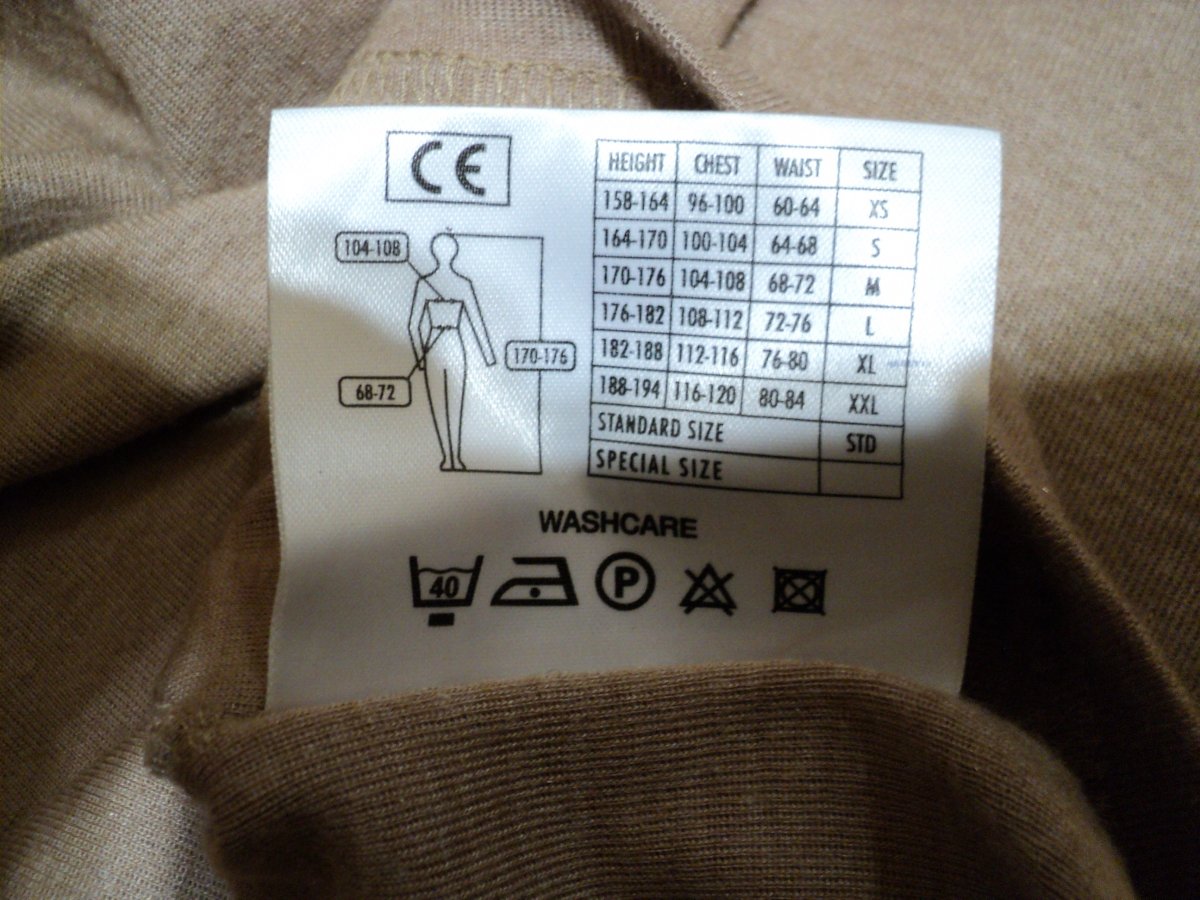 CE
HEIGHT CHEST WAIST SIZE
158-164 96-100 60-64 XS
164-170 100-104 64-68 S
170-176 104-108 68-72 M
176-182 108-112 72-76 L
182-188 112-116 76-80 XL
188-194 116-120 80-84 XXL
STANDARD SIZE STD
SPECIAL SIZE
104-108
170-176
68-72
WASHCARE
40 P